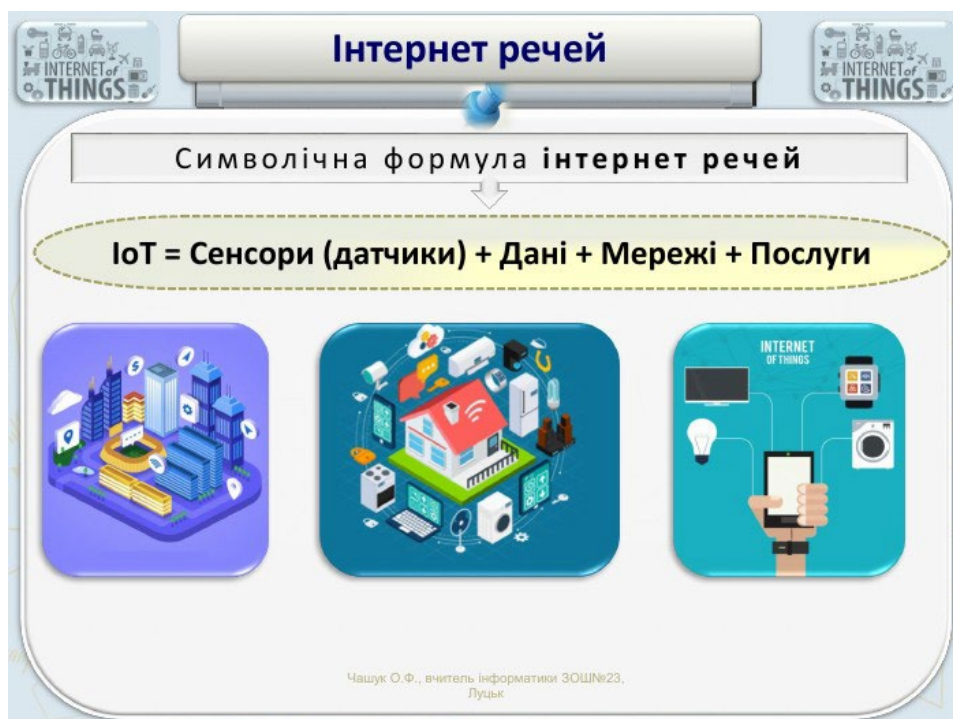 INTERNET of
THINGS
Інтернет речей
INTERNET of
THINGS
Символічна формула інтернет речей
ІоТ = Сенсори (датчики) + Дані + Мережі + Послуги
INTERNET
OF THINGS
Чашук О.Ф., вчитель інформатики ЗОШ№23,
Луцьк